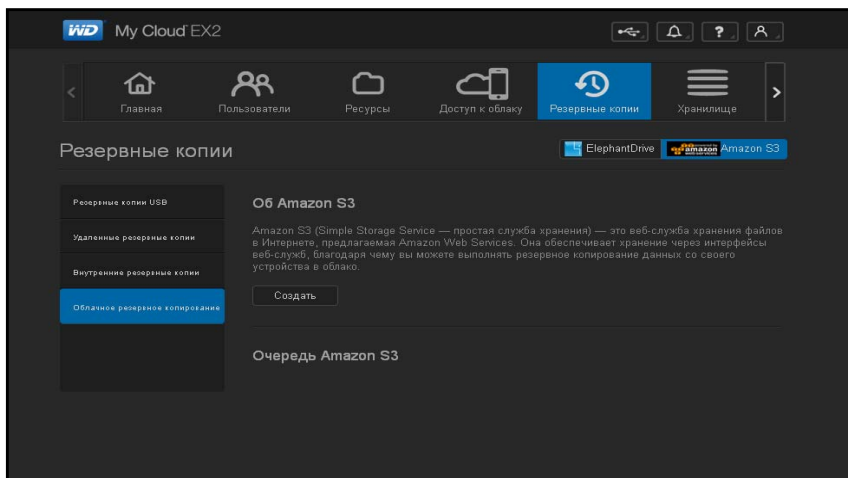 WD My Cloud EX2
?
Главная Пользователи Ресурсы Доступ к облаку Резервные копии Хранилище
Резервные копии
ElephantDrive amazon Amazon S3
Резервные копии USB
Удаленные резервные копии
Внутренние резервные копии
Облачное резервное копирование
Об Amazon S3
Amazon S3 (Simple Storage Service — простая служба хранения) — это веб-служба хранения файлов
в Интернете, предлагаемая Amazon Web Services. Она обеспечивает хранение через интерфейсы
веб-служб, благодаря чему вы можете выполнять резервное копирование данных со своего
устройства в облако.
Создать
Очередь Amazon S3